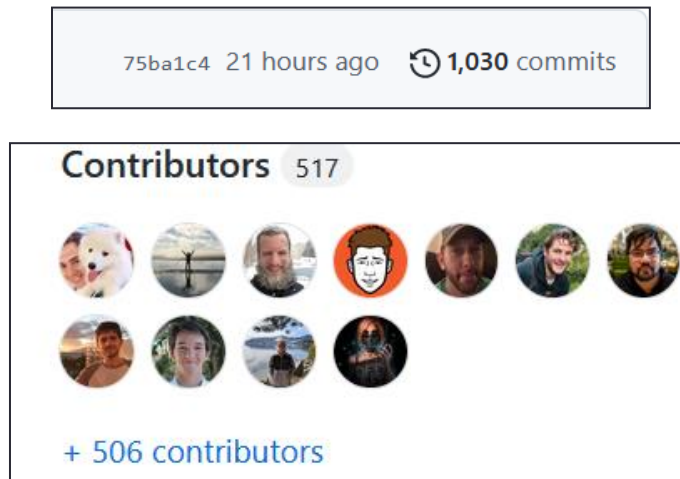 75ba1c4 21 hours ago 1,030 commits
Contributors 517
+ 506 contributors